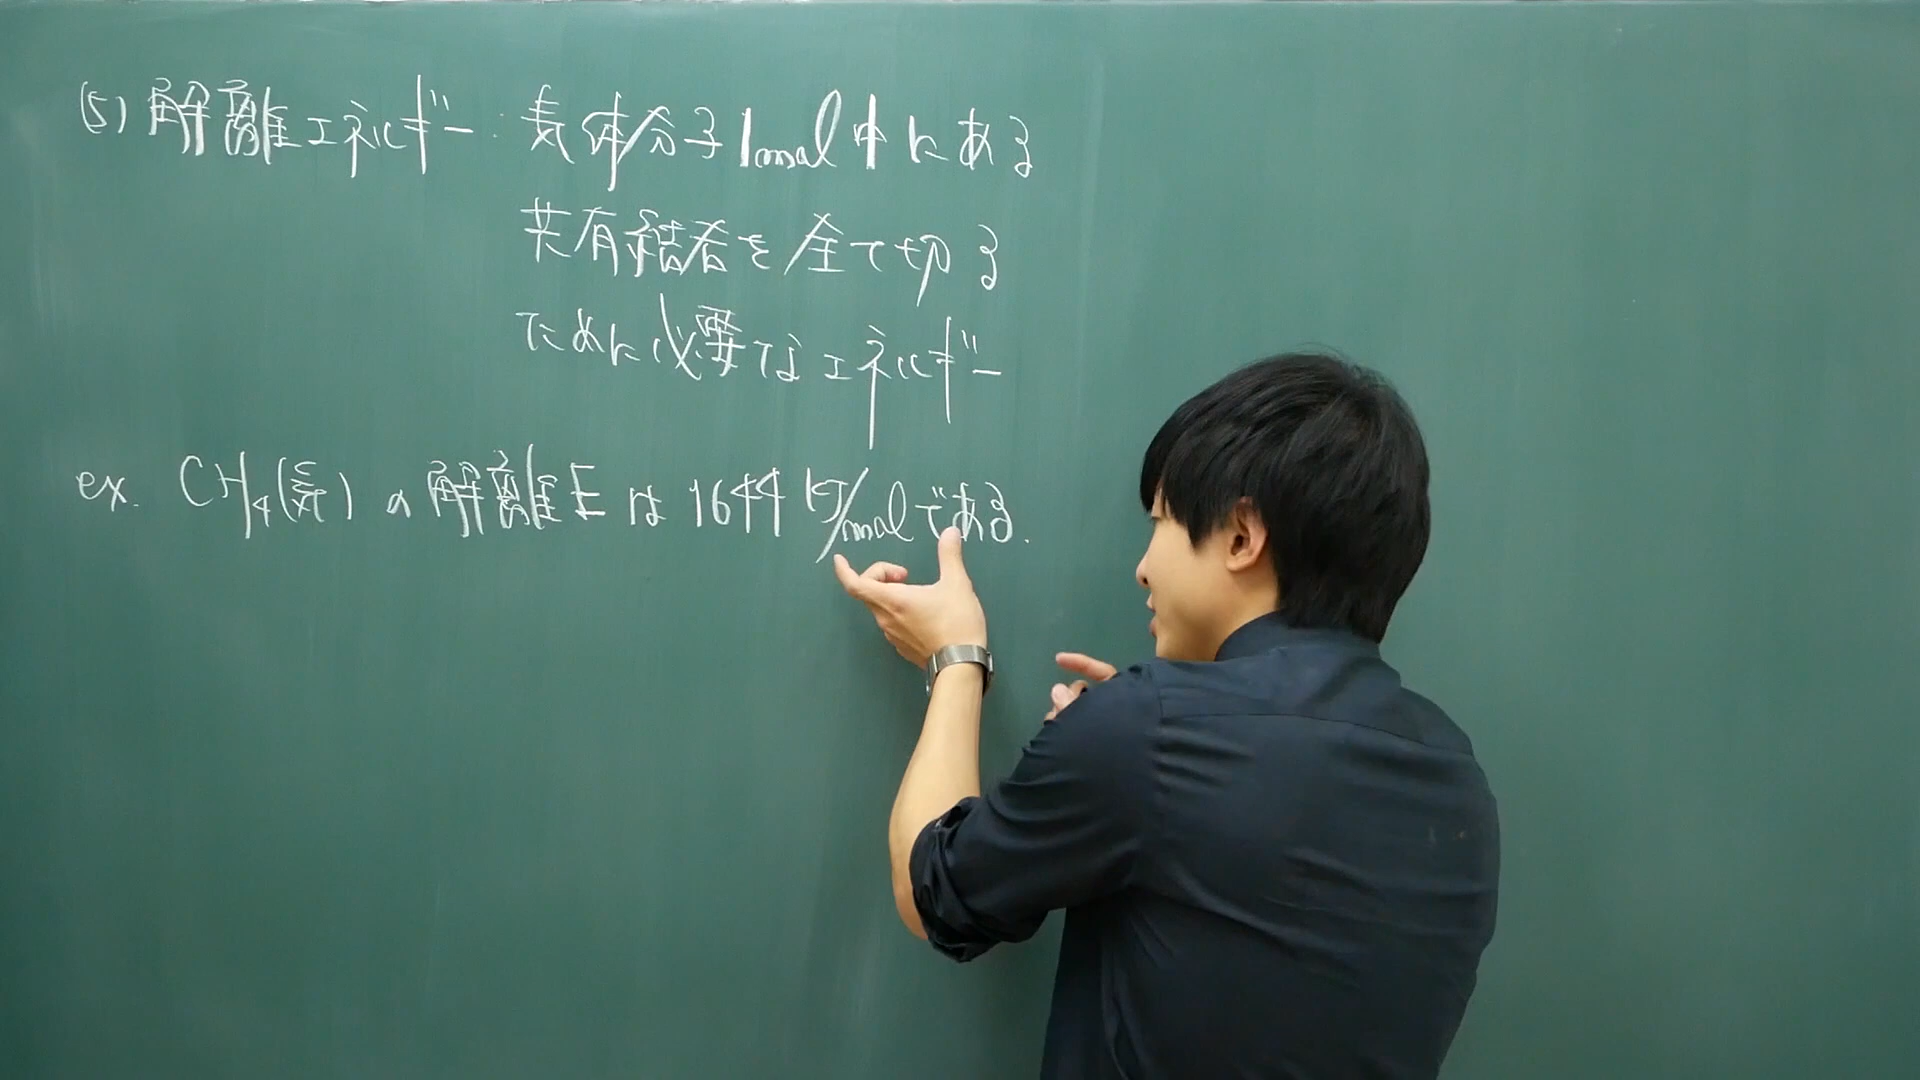 (5) 解離エネルギー：気体分子1mol中にある
共有結合を全て切る
ために必要なエネルギー
ex. CH₄(気)の解離Eは1644kJ/molである.